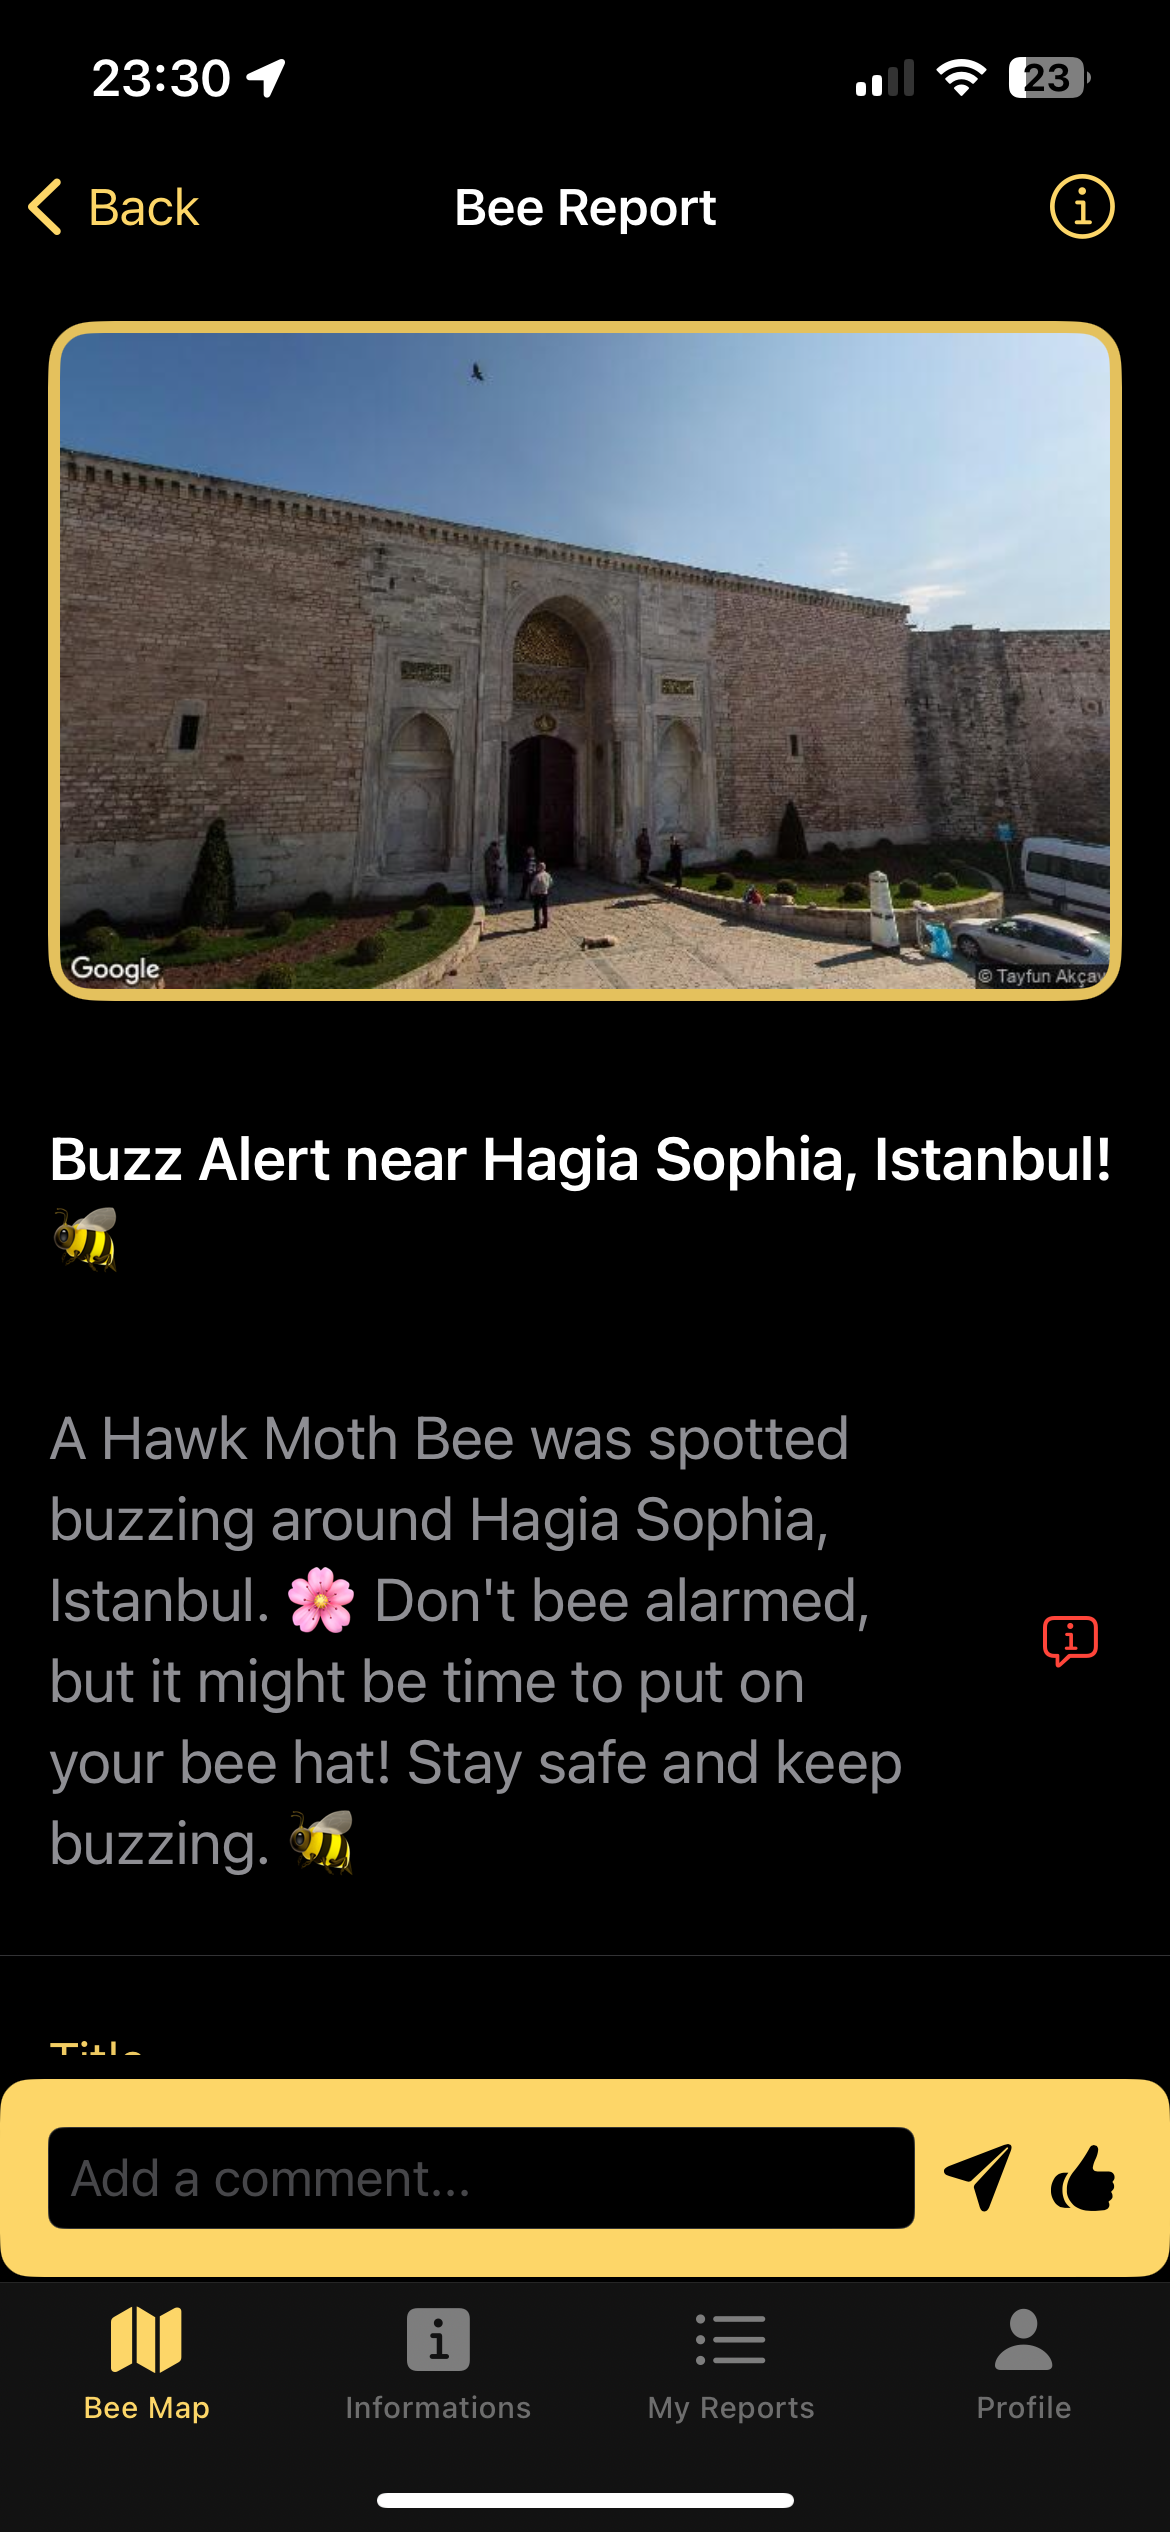 23:30
23
Back
Bee Report
Google
© Tayfun Akçay
Buzz Alert near Hagia Sophia, Istanbul!
🐝
A Hawk Moth Bee was spotted
buzzing around Hagia Sophia,
Istanbul. 🌸 Don't bee alarmed,
but it might be time to put on
your bee hat! Stay safe and keep
buzzing. 🐝
Title
Add a comment...
Bee Map
Informations
My Reports
Profile